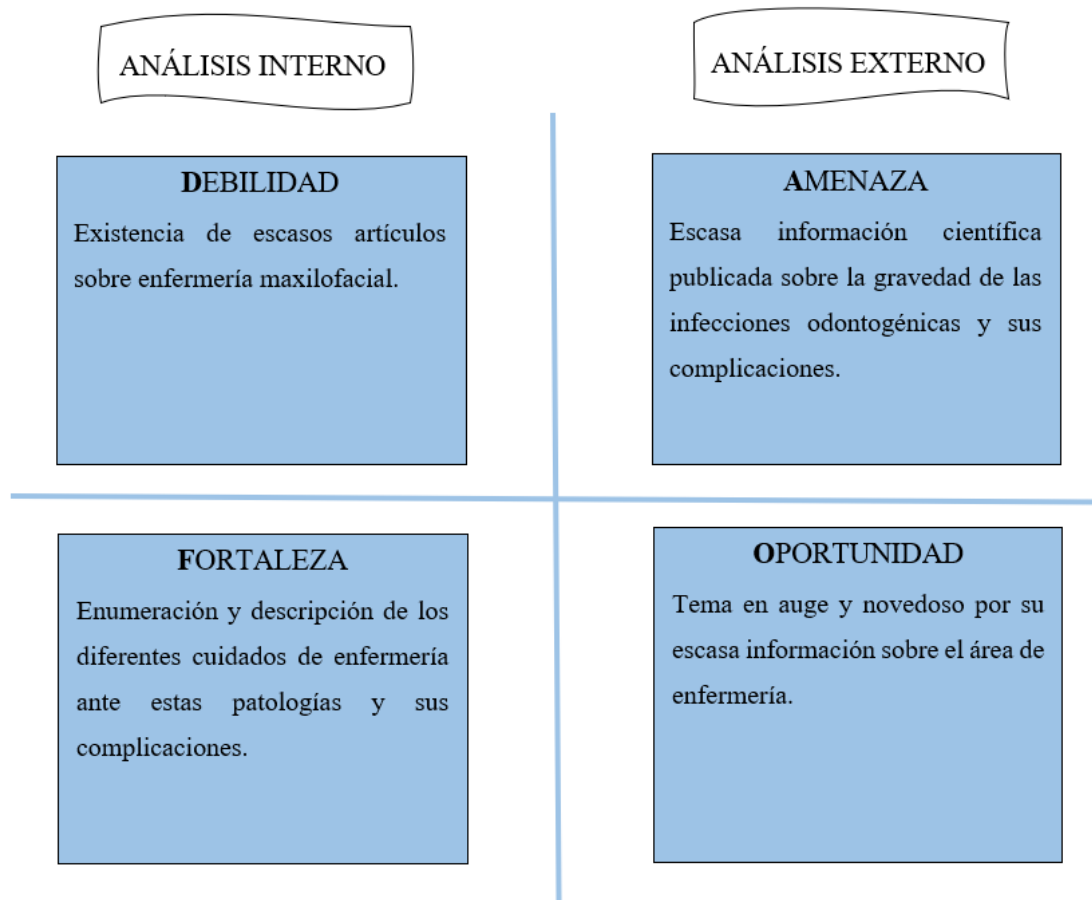 ANÁLISIS INTERNO
ANÁLISIS EXTERNO
DEBILIDAD
Existencia de escasos artículos
sobre enfermería maxilofacial.
AMENAZA
Escasa información científica
publicada sobre la gravedad de las
infecciones odontogénicas y sus
complicaciones.
FORTALEZA
Enumeración y descripción de los
diferentes cuidados de enfermería
ante estas patologías y sus
complicaciones.
OPORTUNIDAD
Tema en auge y novedoso por su
escasa información sobre el área de
enfermería.